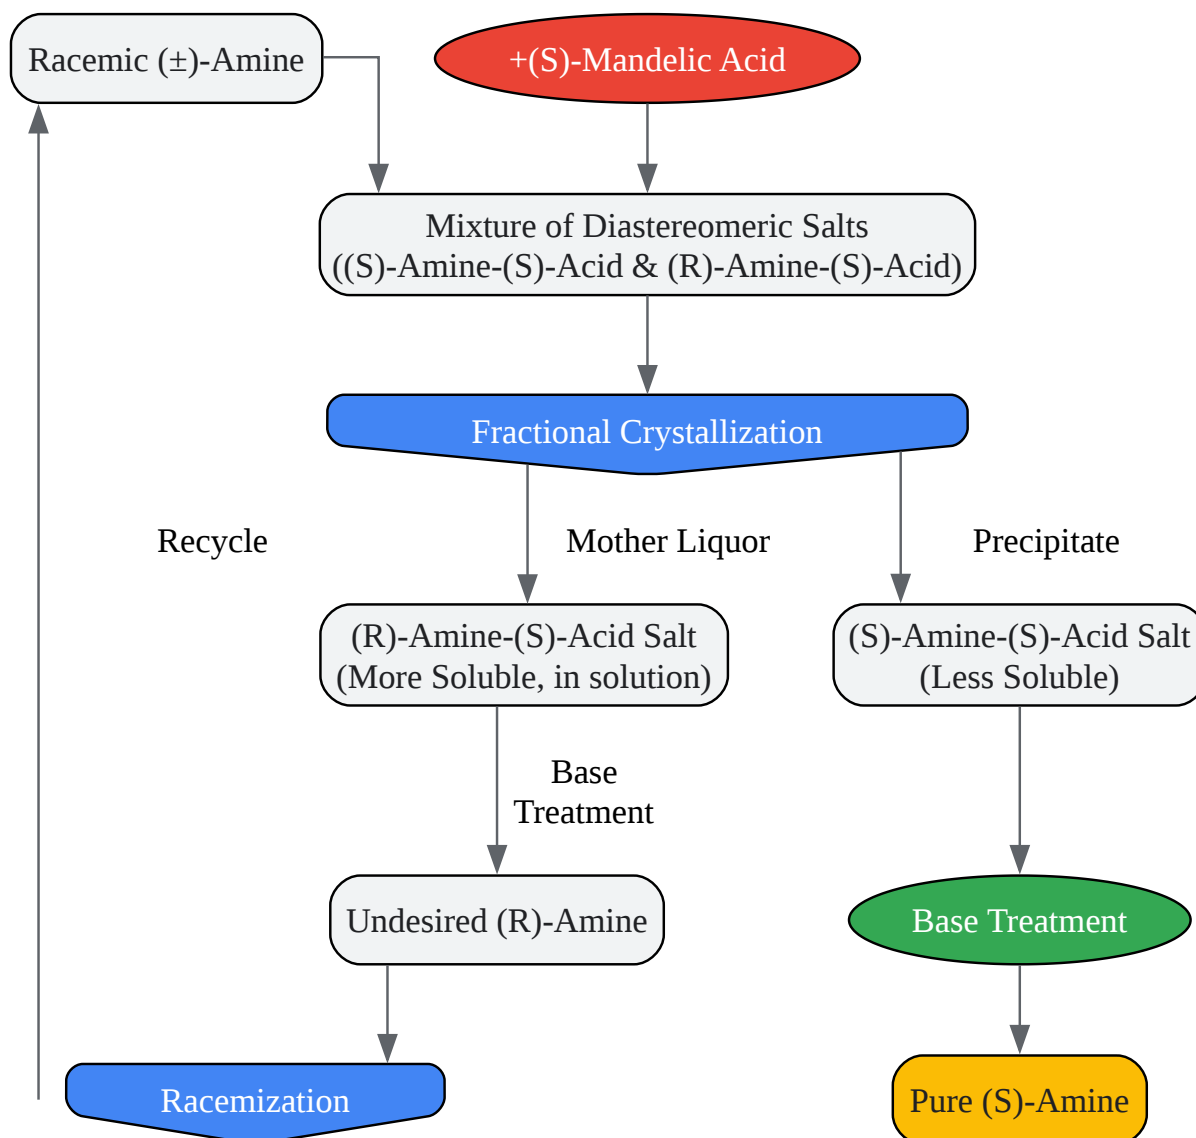 Racemic (±)-Amine
+(S)-Mandelic Acid
Mixture of Diastereomeric Salts
((S)-Amine-(S)-Acid & (R)-Amine-(S)-Acid)
Fractional Crystallization
Recycle
Mother Liquor
Precipitate
(R)-Amine-(S)-Acid Salt
(More Soluble, in solution)
(S)-Amine-(S)-Acid Salt
(Less Soluble)
Base
Treatment
Undesired (R)-Amine
Base Treatment
Racemization
Pure (S)-Amine